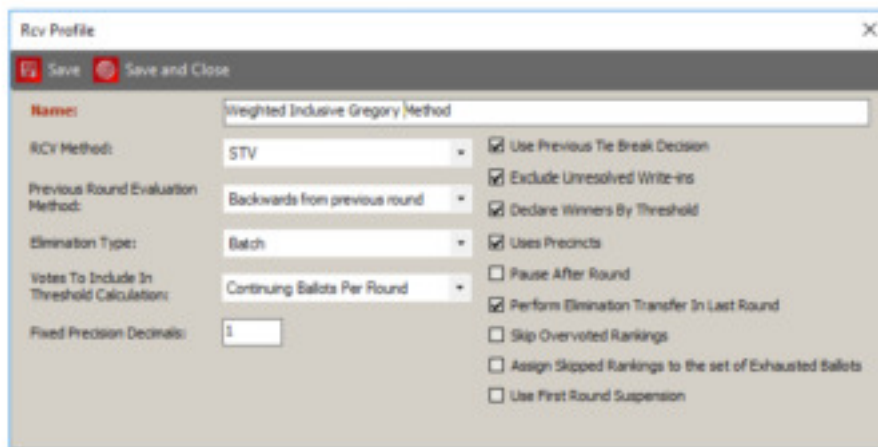 Rcv Profile
Save Save and Close
Name: Weighted Inclusive Gregory Method
RCV Method: STV
Previous Round Evaluation Method: Backwards from previous round
Elimination Type: Batch
Votes To Include In Threshold Calculation: Continuing Ballots Per Round
Fixed Precision Decimals: 1
Use Previous Tie Break Decision
Exclude Unresolved Write-ins
Declare Winners By Threshold
Uses Precincts
Pause After Round
Perform Elimination Transfer In Last Round
Skip Overvoted Rankings
Assign Skipped Rankings to the set of Exhausted Ballots
Use First Round Suspension